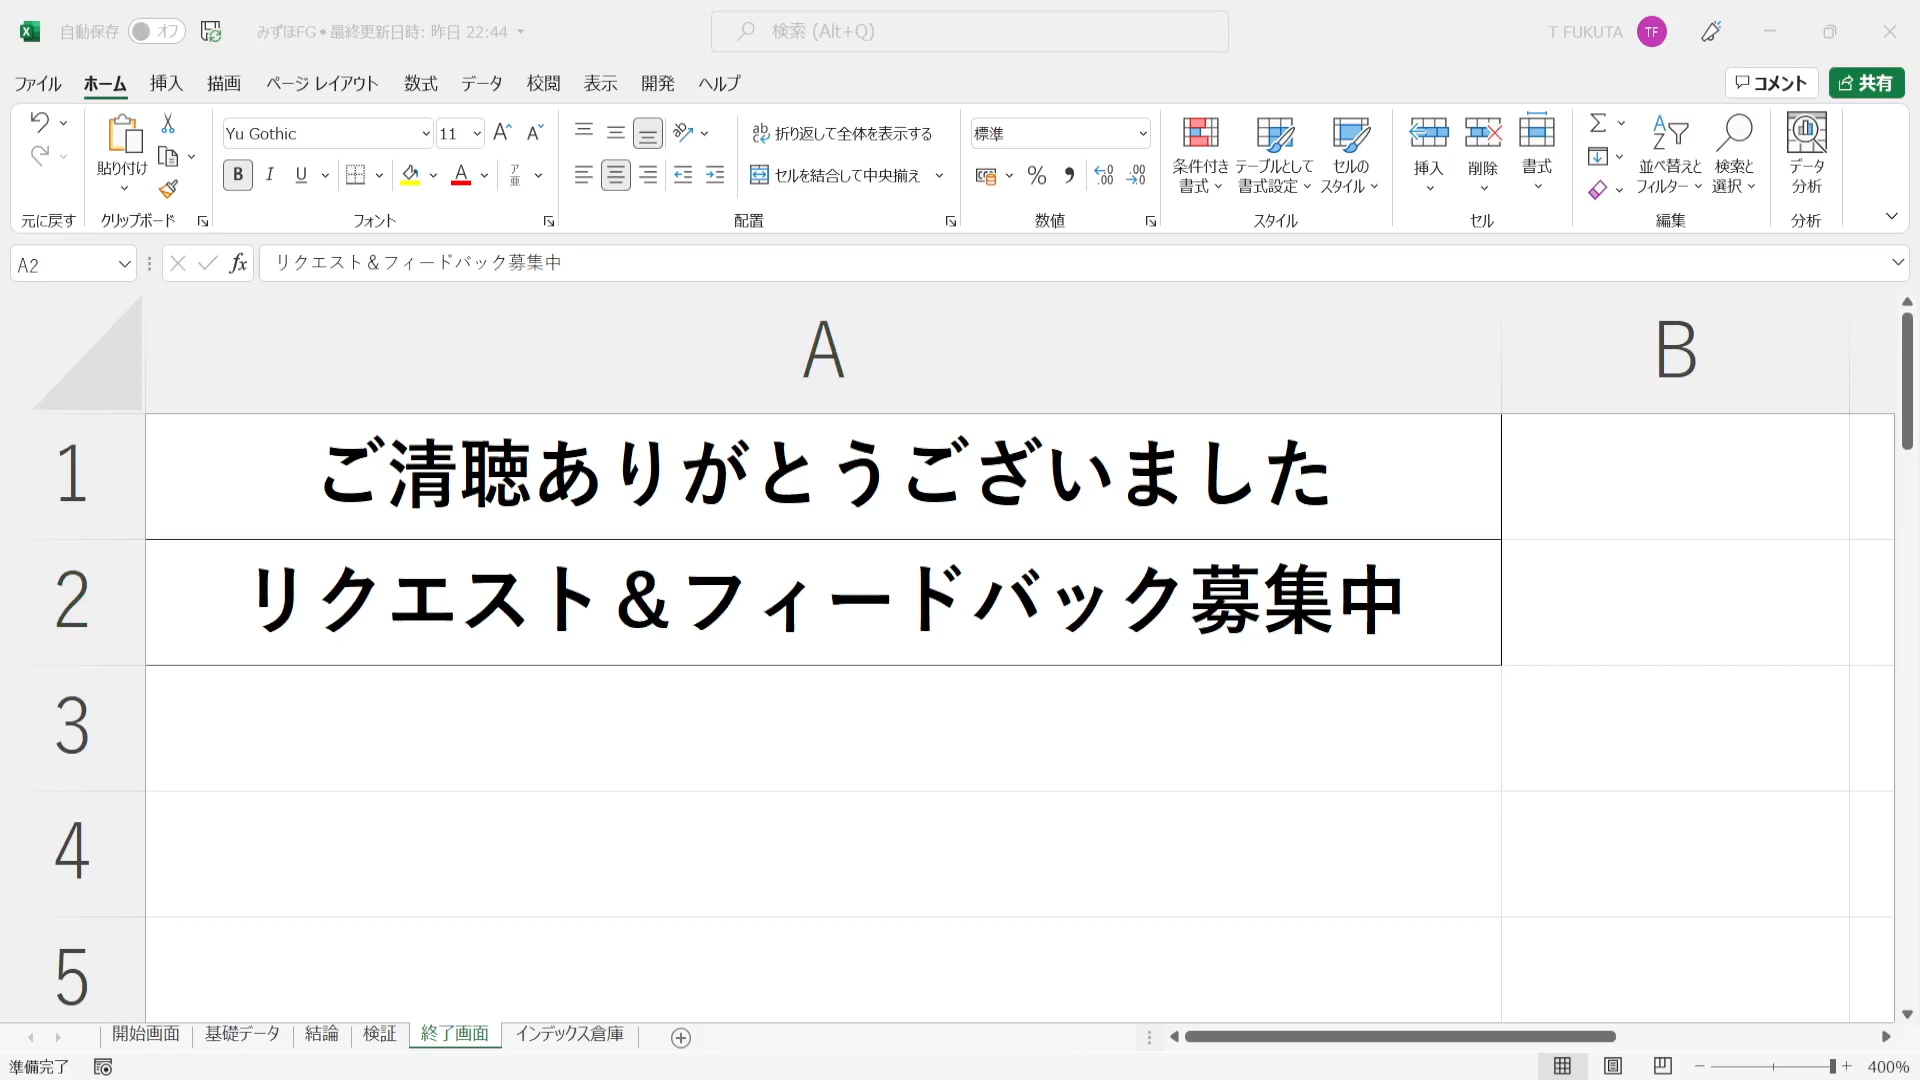 自動保存 オフ みずほFG • 最終更新日時: 昨日 22:44 検索 (Alt+Q) T FUKUTA TF
ファイル ホーム 挿入 描画 ページ レイアウト 数式 データ 校閲 表示 開発 ヘルプ コメント 共有
Yu Gothic 11 折り返して全体を表示する 標準
貼り付け B I U セルを結合して中央揃え
条件付き書式 テーブルとして書式設定 セルのスタイル 挿入 削除 書式 並べ替えとフィルター 検索と選択 データ分析
元に戻す クリップボード フォント 配置 数値 スタイル セル 編集 分析
A2 fx リクエスト＆フィードバック募集中
A B
1 ご清聴ありがとうございました
2 リクエスト＆フィードバック募集中
3
4
5
開始画面 基礎データ 結論 検証 終了画面 インデックス倉庫
準備完了 400%